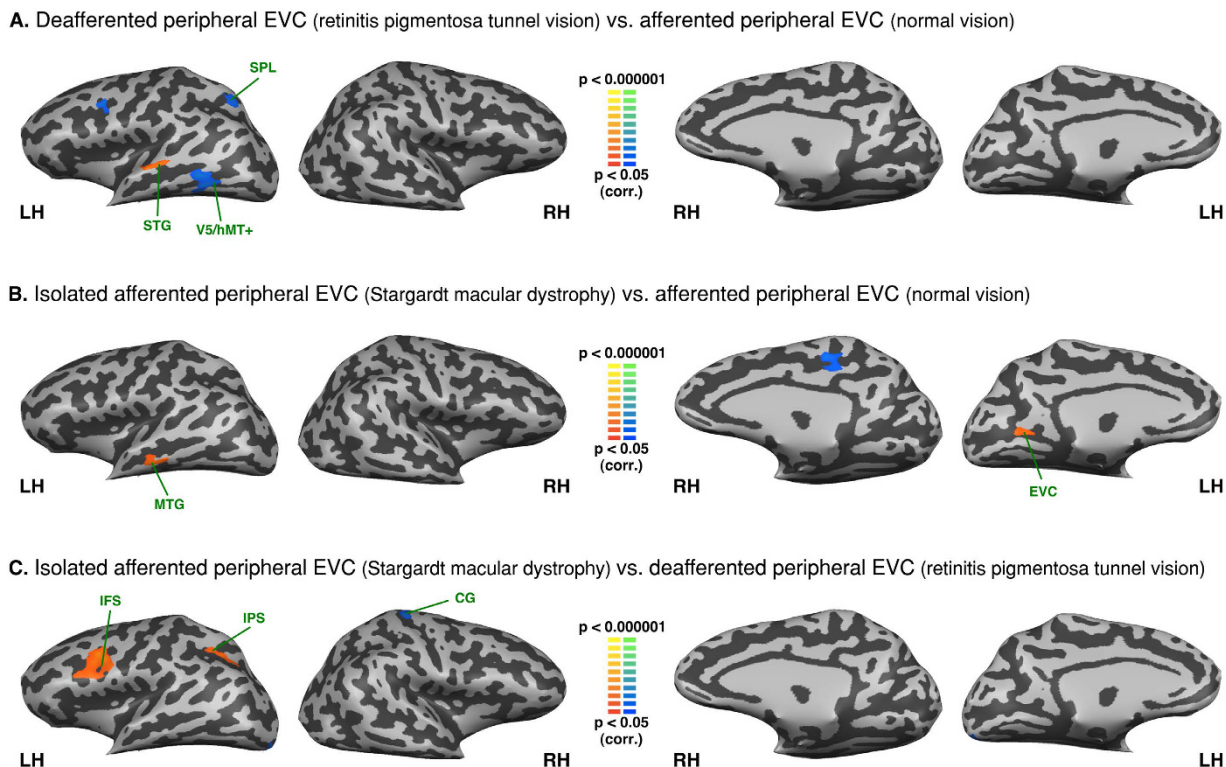 A. Deafferented peripheral EVC (retinitis pigmentosa tunnel vision) vs. afferented peripheral EVC (normal vision)
SPL
p < 0.000001
p < 0.05
(corr.)
STG
V5/hMT+
LH
RH
RH
LH
B. Isolated afferented peripheral EVC (Stargardt macular dystrophy) vs. afferented peripheral EVC (normal vision)
p < 0.000001
p < 0.05
(corr.)
MTG
EVC
LH
RH
RH
LH
C. Isolated afferented peripheral EVC (Stargardt macular dystrophy) vs. deafferented peripheral EVC (retinitis pigmentosa tunnel vision)
IFS
IPS
CG
p < 0.000001
p < 0.05
(corr.)
LH
RH
RH
LH